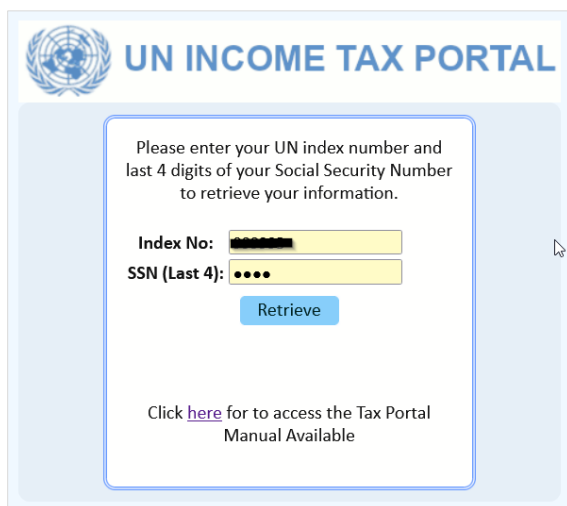 UN INCOME TAX PORTAL
Please enter your UN index number and
last 4 digits of your Social Security Number
to retrieve your information.
Index No:
SSN (Last 4): ●●●●
Retrieve
Click here for to access the Tax Portal
Manual Available